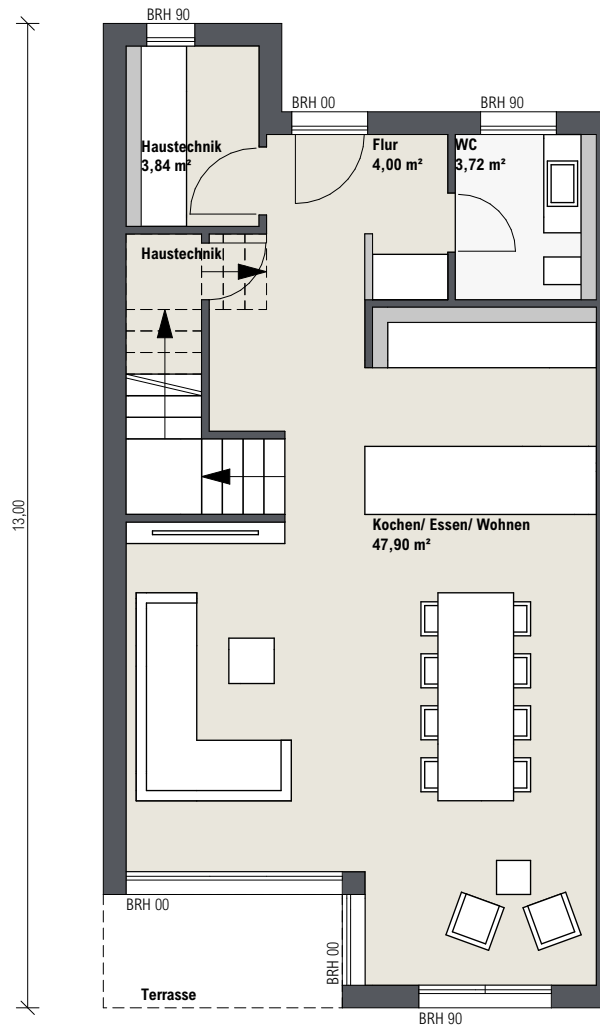 BRH 90
BRH 00
BRH 90
Haustechnik
3,84 m²
Flur
4,00 m²
WC
3,72 m²
Haustechnik
13,00
Kochen/ Essen/ Wohnen
47,90 m²
BRH 00
BRH 00
Terrasse
BRH 90